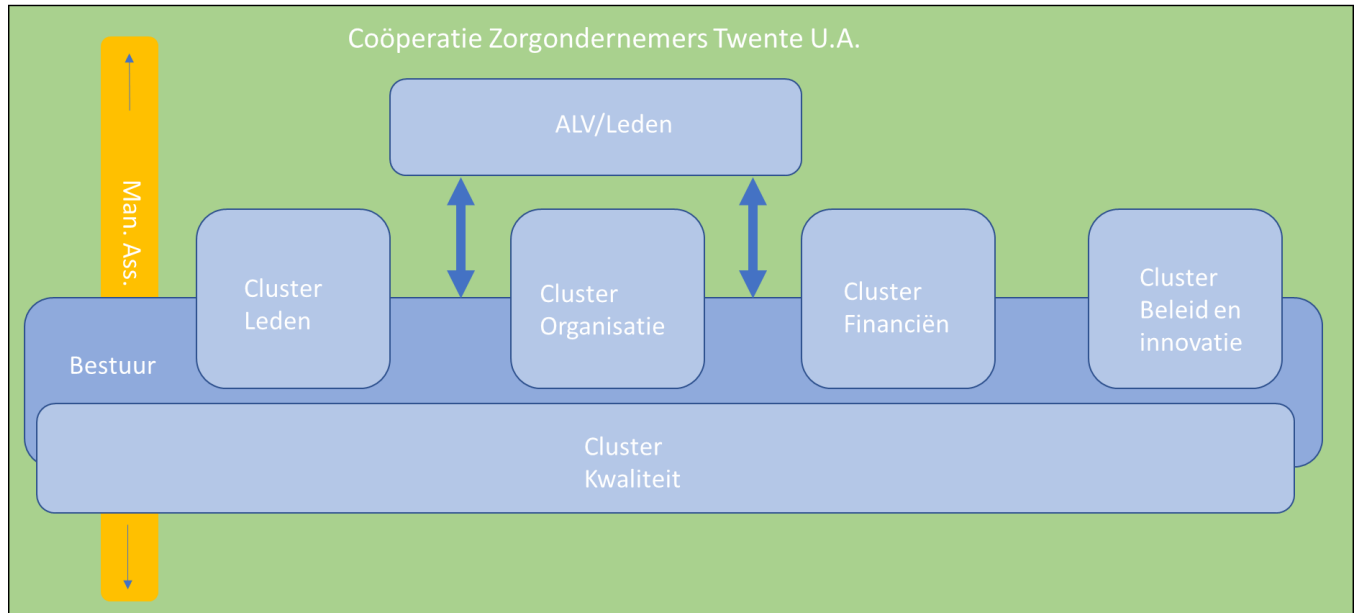 Coöperatie Zorgondernemers Twente U.A.
ALV/Leden
Man. Ass.
Cluster
Leden
Cluster
Organisatie
Cluster
Financiën
Cluster
Beleid en
innovatie
Bestuur
Cluster
Kwaliteit